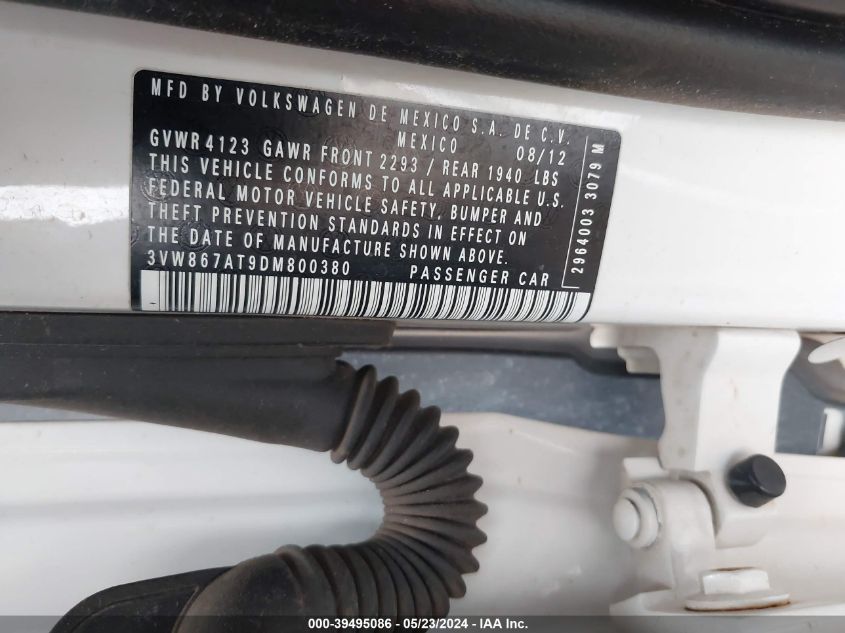 MFD BY VOLKSWAGEN DE MEXICO S.A. DE C.V.
MEXICO 08/12
GVWR 4123 GAWR FRONT 2293 / REAR 1940 LBS
THIS VEHICLE CONFORMS TO ALL APPLICABLE U.S.
FEDERAL MOTOR VEHICLE SAFETY, BUMPER AND
THEFT PREVENTION STANDARDS IN EFFECT ON
THE DATE OF MANUFACTURE SHOWN ABOVE.
3VW867AT9DM800380 PASSENGER CAR
2964003 3079 M
000-39495086 - 05/23/2024 - IAA Inc.